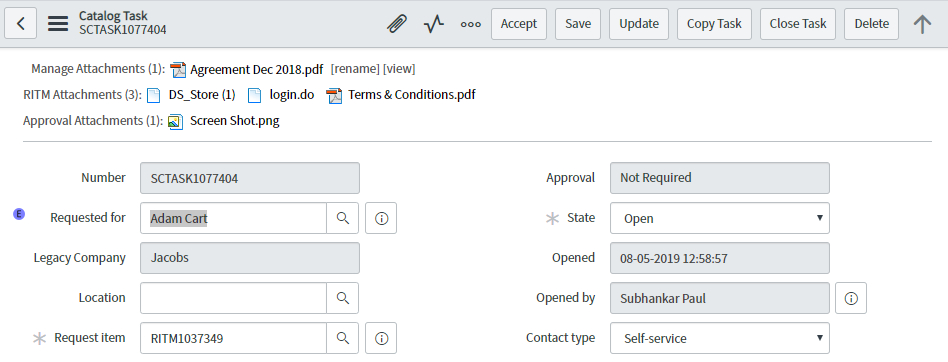 Catalog Task
SCTASK1077404
Accept Save Update Copy Task Close Task Delete
Manage Attachments (1): Agreement Dec 2018.pdf [rename] [view]
RITM Attachments (3): DS_Store (1) login.do Terms & Conditions.pdf
Approval Attachments (1): Screen Shot.png
Number SCTASK1077404 Approval Not Required
E Requested for Adam Cart State Open
Legacy Company Jacobs Opened 08-05-2019 12:58:57
Location Opened by Subhankar Paul
Request item RITM1037349 Contact type Self-service